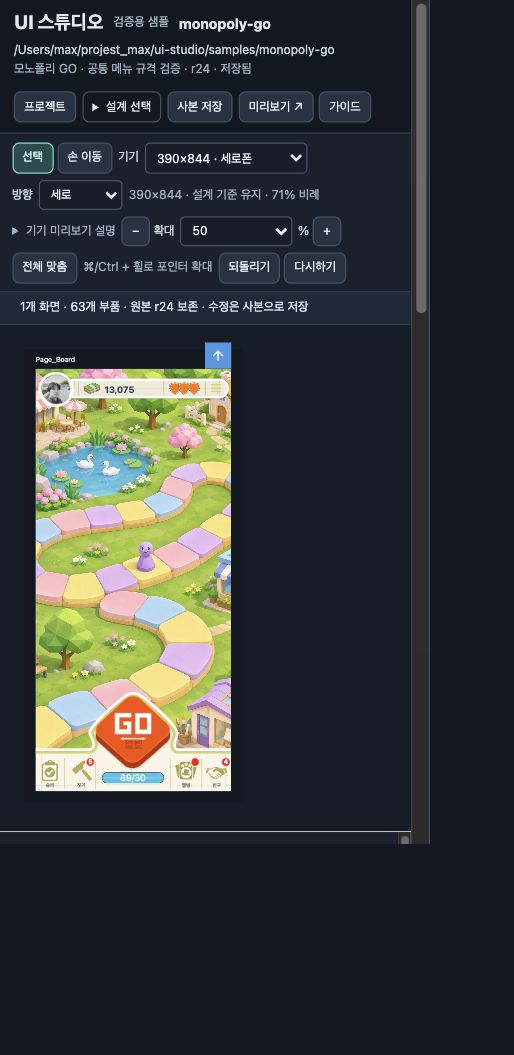 UI 스튜디오 검증용 샘플 monopoly-go
/Users/max/projest_max/ui-studio/samples/monopoly-go
모노폴리 GO · 공통 메뉴 규격 검증 · r24 · 저장됨
프로젝트 ▶ 설계 선택 사본 저장 미리보기 ↗ 가이드
선택 손 이동 기기 390×844 · 세로폰
방향 세로 390×844 · 설계 기준 유지 · 71% 비례
▶ 기기 미리보기 설명 − 확대 50 % +
전체 맞춤 ⌘/Ctrl + 휠로 포인터 확대 되돌리기 다시하기
1개 화면 · 63개 부품 · 원본 r24 보존 · 수정은 사본으로 저장
Page_Board
13,075
GO
5 4
89/30
앨범 친구